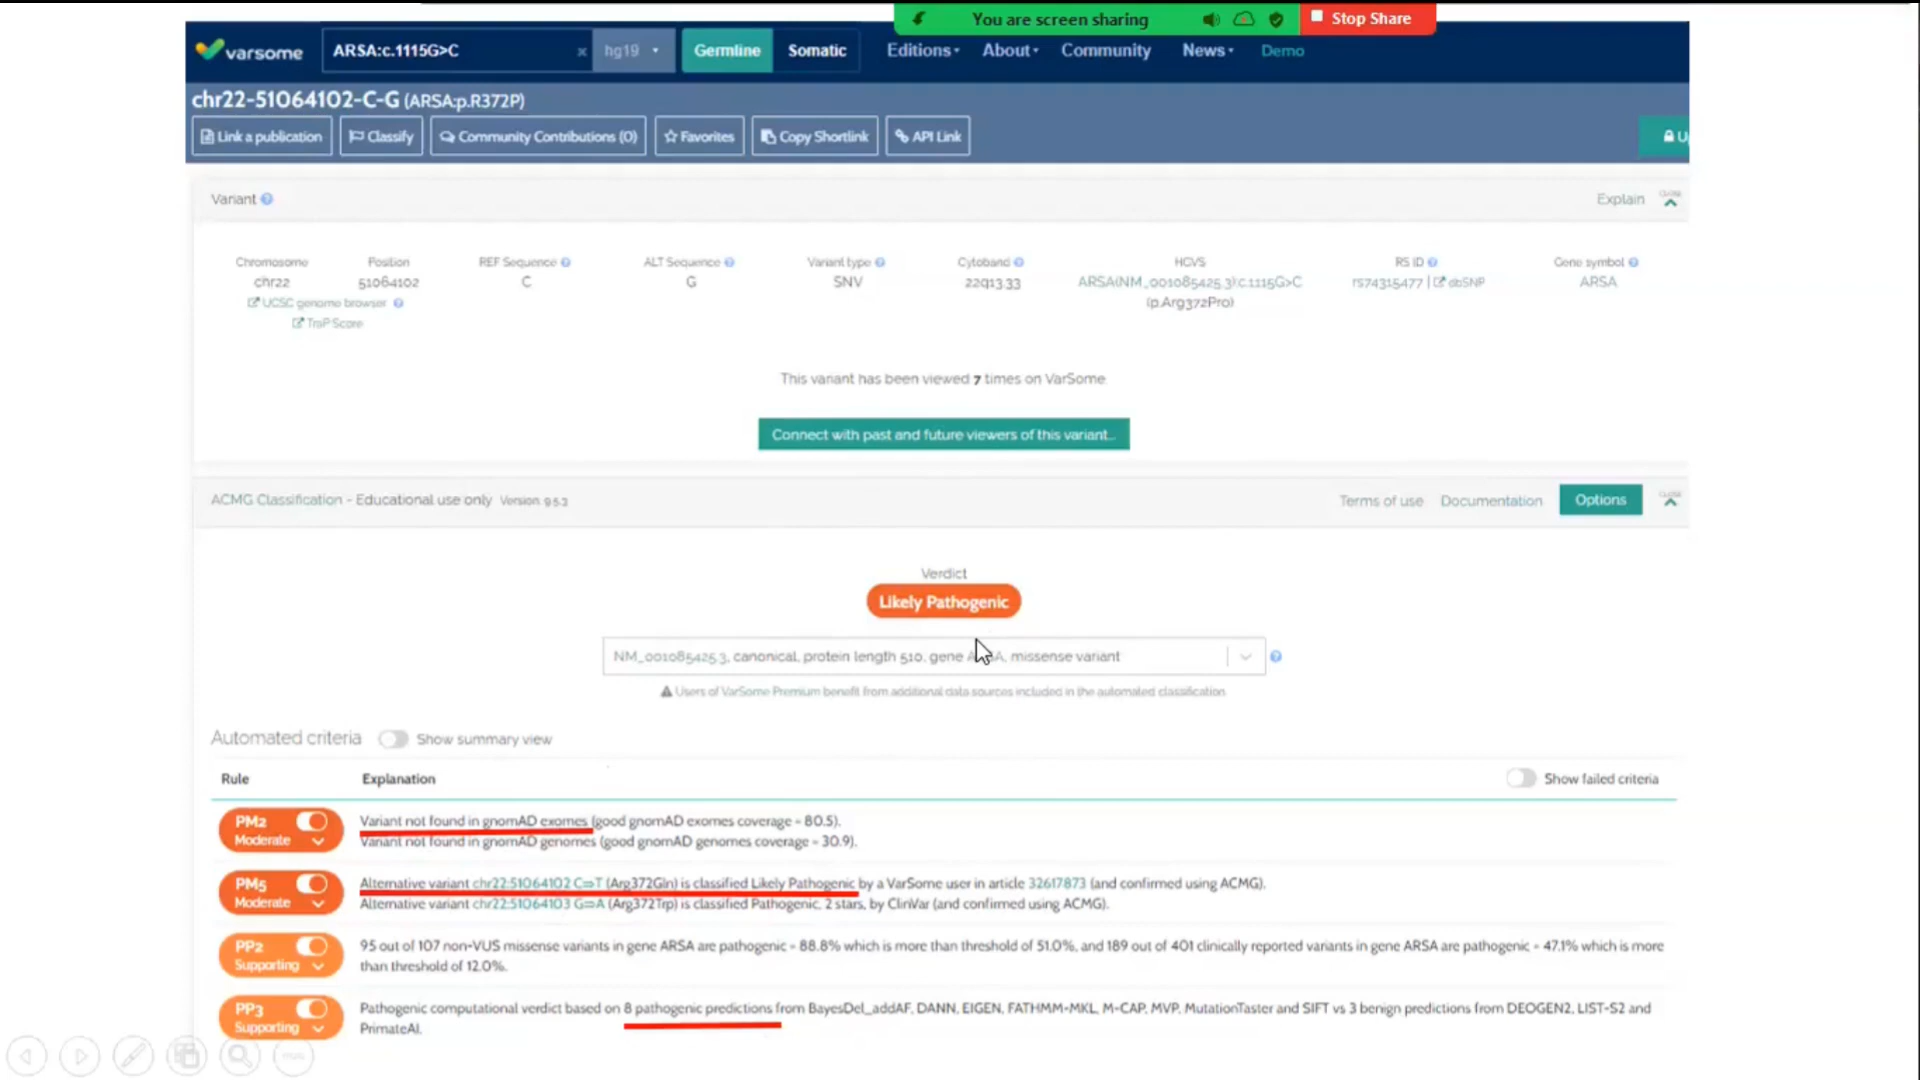 You are screen sharing
Stop Share
varsome ARSA:c.1115G>C × hg19 Germline Somatic Editions About Community News Demo
chr22-51064102-C-G (ARSA:p.R372P)
Link a publication Classify Community Contributions (0) Favorites Copy Shortlink API Link
Variant Explain CLOSE
Chromosome Position REF Sequence ALT Sequence Variant type Cytoband HGVS RS ID Gene symbol
chr22 51064102 C G SNV 22q13.33 ARSA(NM_001085425.3):c.1115G>C rs74315477 | dbSNP ARSA
UCSC genome browser (p.Arg372Pro)
TraP Score
This variant has been viewed 7 times on VarSome
Connect with past and future viewers of this variant...
ACMG Classification - Educational use only Version: 9.5.3 Terms of use Documentation Options CLOSE
Verdict
Likely Pathogenic
NM_001085425.3, canonical, protein length 510, gene ARSA, missense variant
Users of VarSome Premium benefit from additional data sources included in the automated classification
Automated criteria Show summary view
Rule Explanation Show failed criteria
PM2 Variant not found in gnomAD exomes (good gnomAD exomes coverage = 80.5).
Moderate Variant not found in gnomAD genomes (good gnomAD genomes coverage = 30.9).
PM5 Alternative variant chr22:51064102 C⇒T (Arg372Gln) is classified Likely Pathogenic by a VarSome user in article 32617873 (and confirmed using ACMG).
Moderate Alternative variant chr22:51064103 G⇒A (Arg372Trp) is classified Pathogenic, 2 stars, by ClinVar (and confirmed using ACMG).
PP2 95 out of 107 non-VUS missense variants in gene ARSA are pathogenic = 88.8% which is more than threshold of 51.0%, and 189 out of 401 clinically reported variants in gene ARSA are pathogenic = 47.1% which is more
Supporting than threshold of 12.0%.
PP3 Pathogenic computational verdict based on 8 pathogenic predictions from BayesDel_addAF, DANN, EIGEN, FATHMM-MKL, M-CAP, MVP, MutationTaster and SIFT vs 3 benign predictions from DEOGEN2, LIST-S2 and
Supporting PrimateAI.